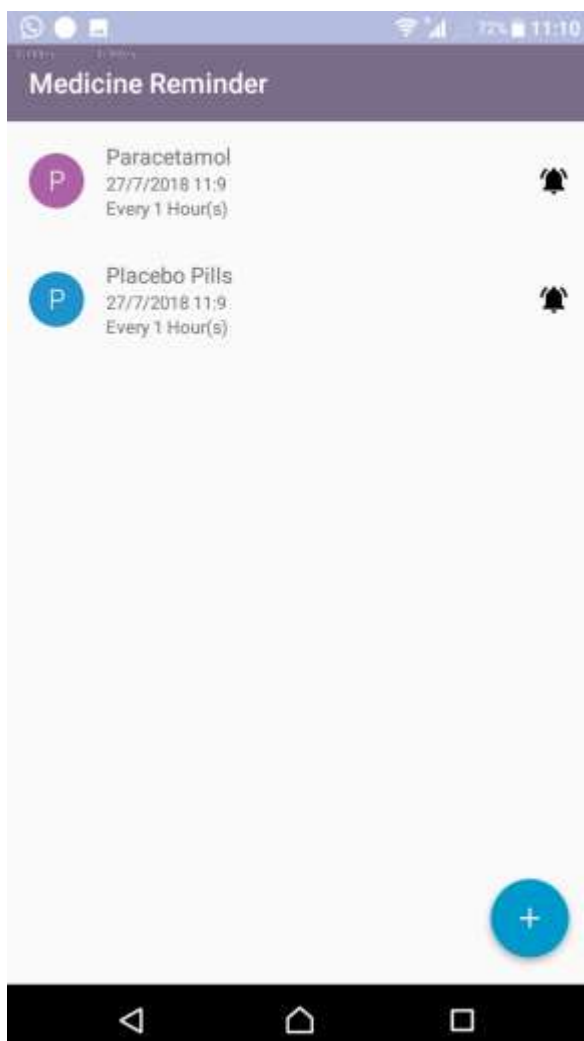 72% 11:10
Medicine Reminder
P
Paracetamol
27/7/2018 11:9
Every 1 Hour(s)
P
Placebo Pills
27/7/2018 11:9
Every 1 Hour(s)
+